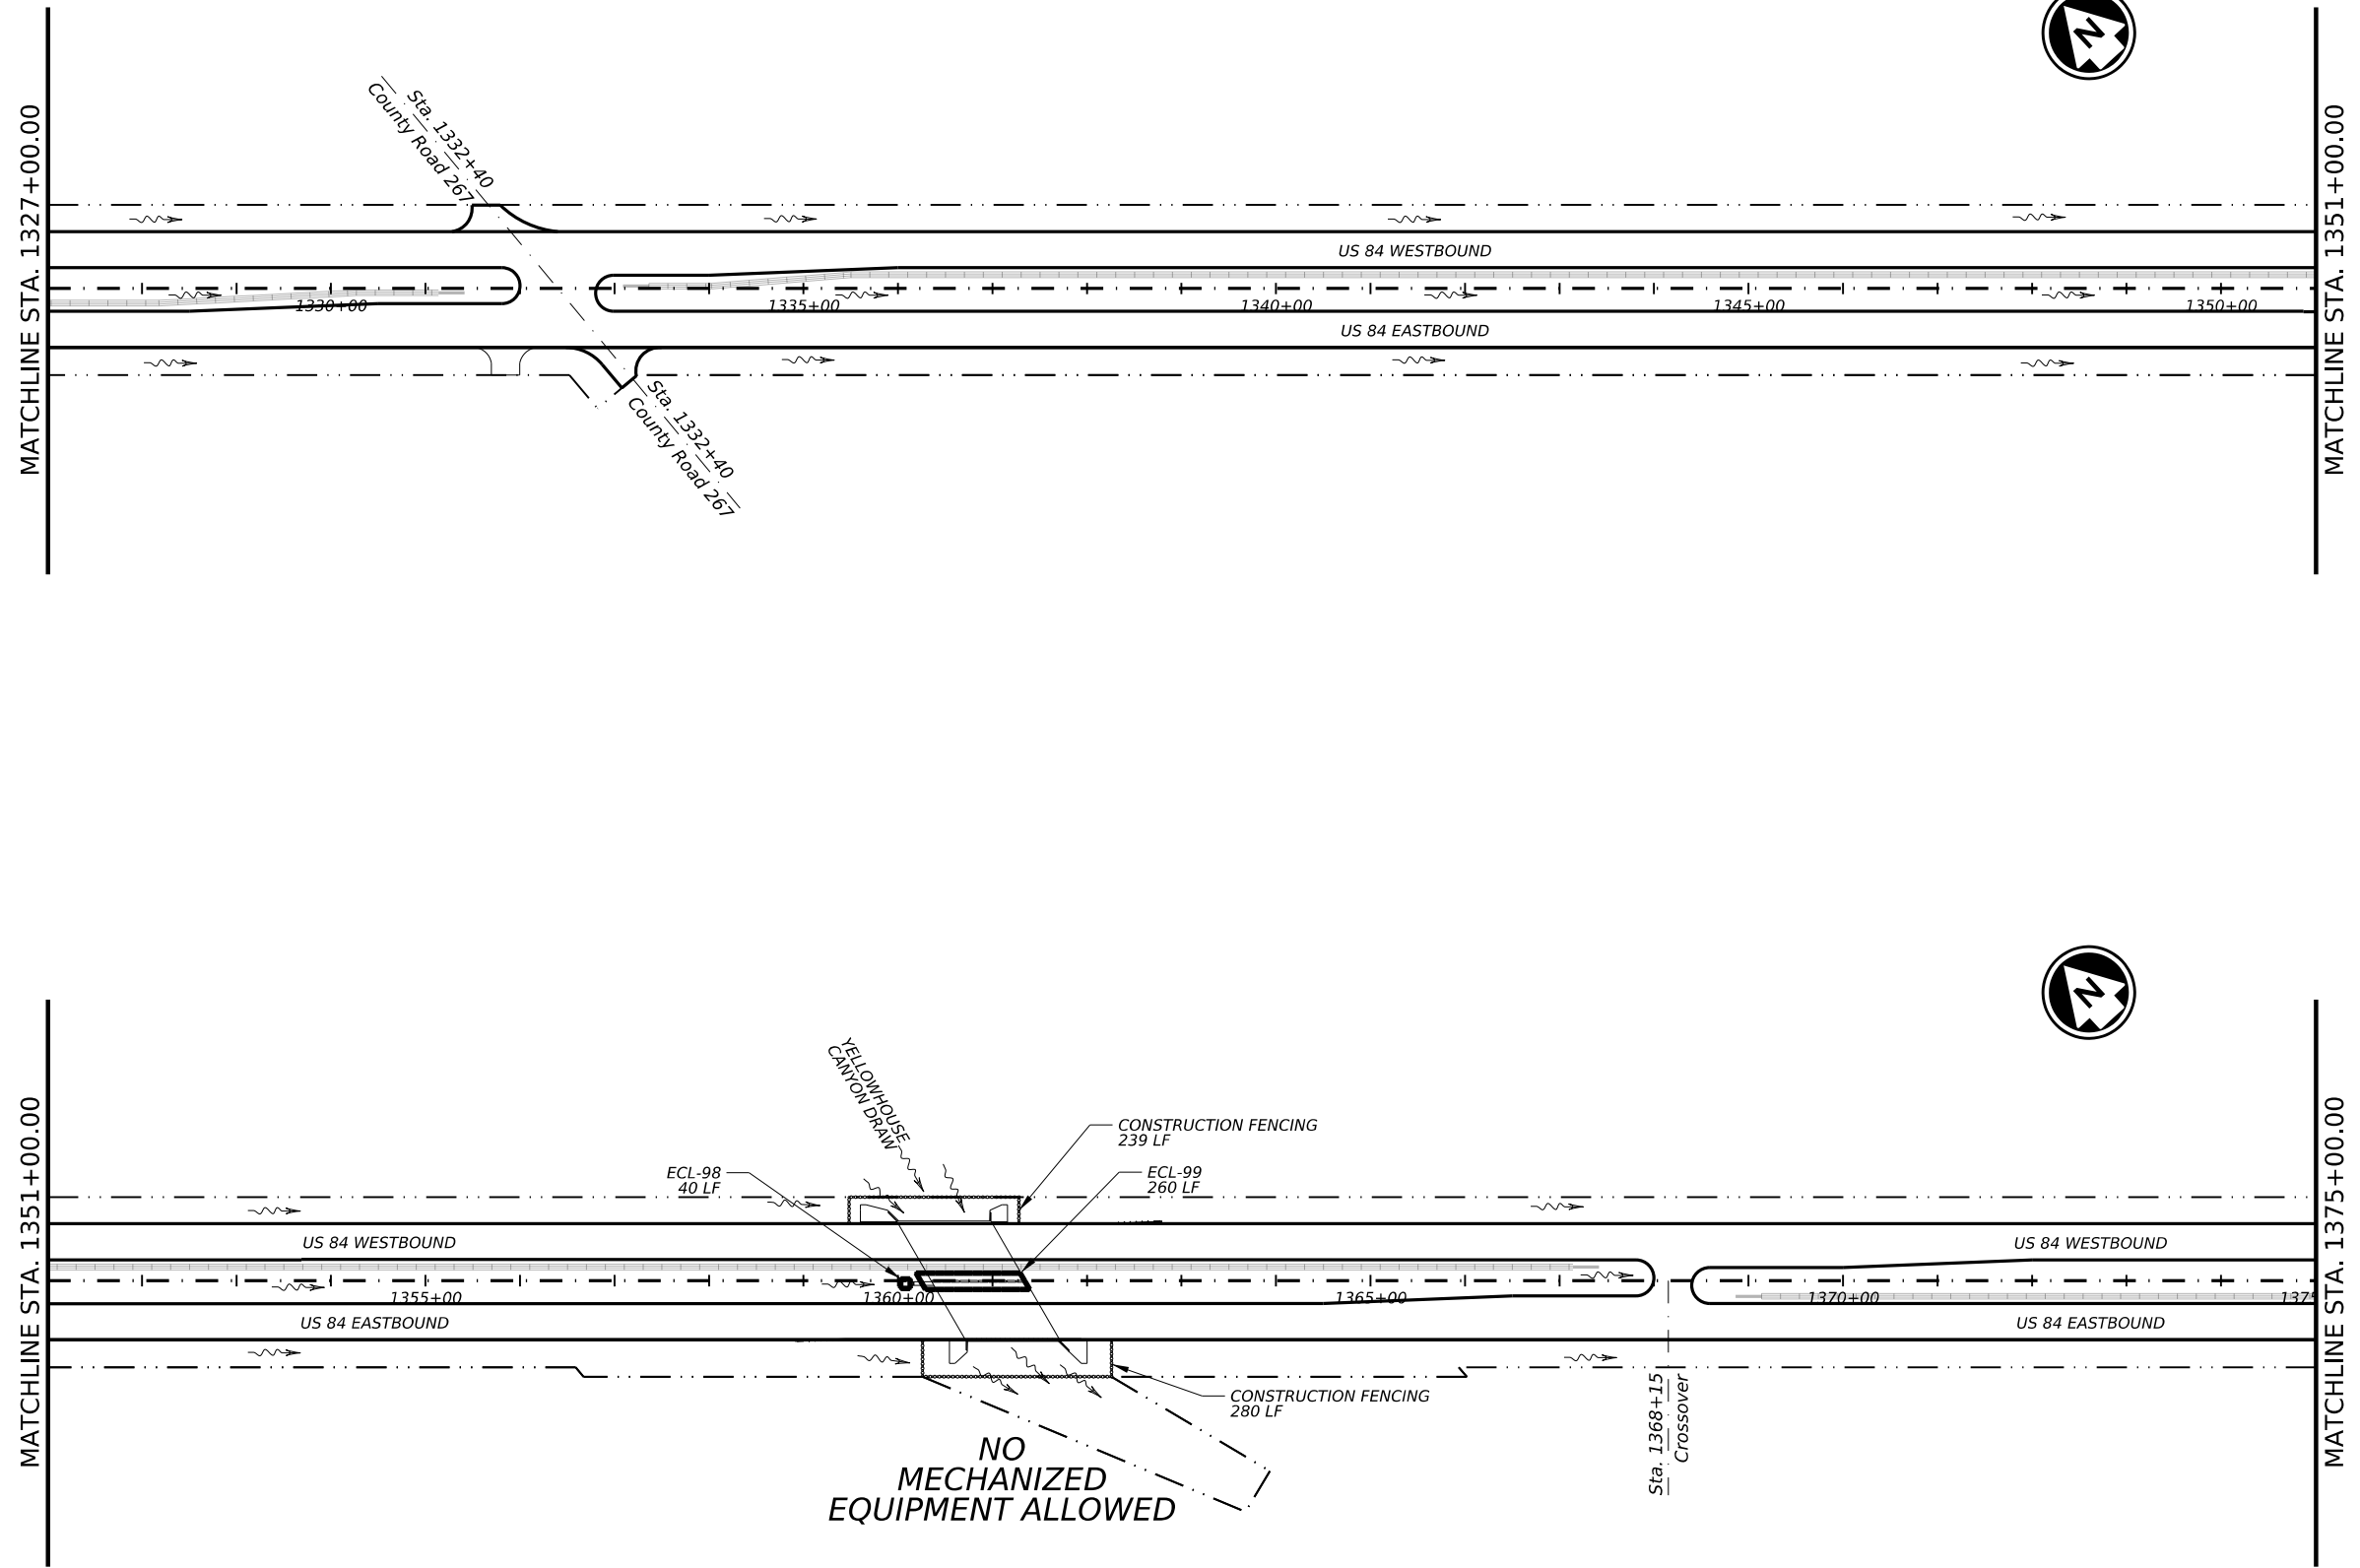 N
MATCHLINE STA. 1327+00.00
Sta. 1332+40
County Road 267
US 84 WESTBOUND
1330+00
1335+00
1340+00
1345+00
1350+00
US 84 EASTBOUND
Sta. 1332+40
County Road 267
MATCHLINE STA. 1351+00.00
N
MATCHLINE STA. 1351+00.00
YELLOWHOUSE
CANYON DRAW
CONSTRUCTION FENCING
239 LF
ECL-98
40 LF
ECL-99
260 LF
US 84 WESTBOUND
US 84 WESTBOUND
1355+00
1360+00
1365+00
1370+00
1375
US 84 EASTBOUND
US 84 EASTBOUND
CONSTRUCTION FENCING
280 LF
Sta. 1368+15
Crossover
NO
MECHANIZED
EQUIPMENT ALLOWED
MATCHLINE STA. 1375+00.00